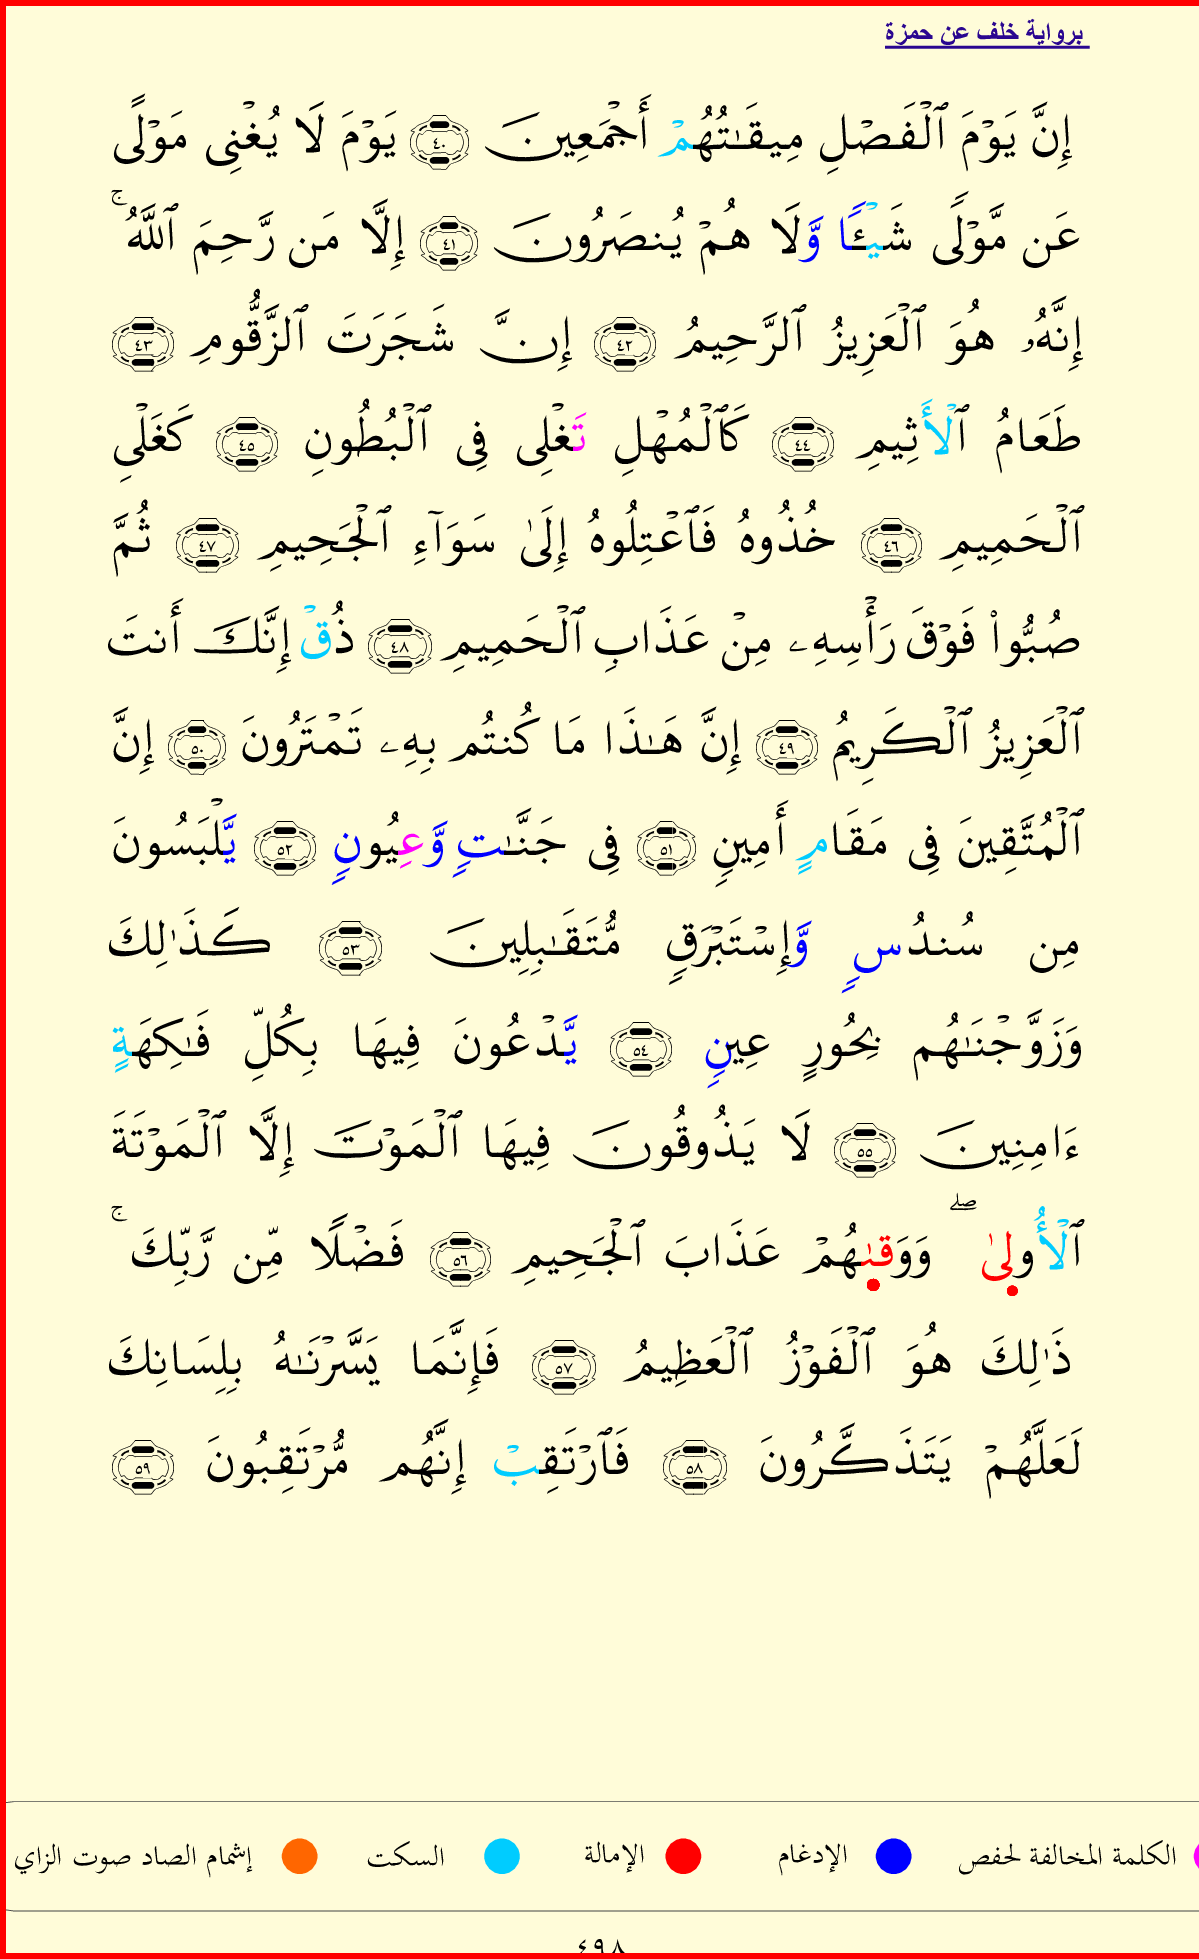 برواية خلف عن حمزة
إِنَّ يَوْمَ ٱلْفَصْلِ مِيقَـٰتُهُمْ أَجْمَعِينَ ٤٠ يَوْمَ لَا يُغْنِى مَوْلًى
عَن مَّوْلًى شَيْـًٔا وَّلَا هُمْ يُنصَرُونَ ٤١ إِلَّا مَن رَّحِمَ ٱللَّهُ ۚ
إِنَّهُۥ هُوَ ٱلْعَزِيزُ ٱلرَّحِيمُ ٤٢ إِنَّ شَجَرَتَ ٱلزَّقُّومِ ٤٣
طَعَامُ ٱلْأَثِيمِ ٤٤ كَٱلْمُهْلِ تَغْلِى فِى ٱلْبُطُونِ ٤٥ كَغَلْىِ
ٱلْحَمِيمِ ٤٦ خُذُوهُ فَٱعْتِلُوهُ إِلَىٰ سَوَآءِ ٱلْجَحِيمِ ٤٧ ثُمَّ
صُبُّوا۟ فَوْقَ رَأْسِهِۦ مِنْ عَذَابِ ٱلْحَمِيمِ ٤٨ ذُقْ إِنَّكَ أَنتَ
ٱلْعَزِيزُ ٱلْكَرِيمُ ٤٩ إِنَّ هَـٰذَا مَا كُنتُم بِهِۦ تَمْتَرُونَ ٥٠ إِنَّ
ٱلْمُتَّقِينَ فِى مَقَامٍ أَمِينٍ ٥١ فِى جَنَّـٰتٍ وَّعِيُونٍ ٥٢ يَّلْبَسُونَ
مِن سُندُسٍ وَّإِسْتَبْرَقٍ مُّتَقَـٰبِلِينَ ٥٣ كَذَٰلِكَ
وَزَوَّجْنَـٰهُم بِحُورٍ عِينٍ ٥٤ يَّدْعُونَ فِيهَا بِكُلِّ فَـٰكِهَةٍ
ءَامِنِينَ ٥٥ لَا يَذُوقُونَ فِيهَا ٱلْمَوْتَ إِلَّا ٱلْمَوْتَةَ
ٱلْأُولِىٰ ۖ وَوَقِىٰهُمْ عَذَابَ ٱلْجَحِيمِ ٥٦ فَضْلًا مِّن رَّبِّكَ ۚ
ذَٰلِكَ هُوَ ٱلْفَوْزُ ٱلْعَظِيمُ ٥٧ فَإِنَّمَا يَسَّرْنَـٰهُ بِلِسَانِكَ
لَعَلَّهُمْ يَتَذَكَّرُونَ ٥٨ فَٱرْتَقِبْ إِنَّهُم مُّرْتَقِبُونَ ٥٩
الكلمة المخالفة لحفص الإدغام الإمالة السكت إشمام الصاد صوت الزاي
٤٩٨